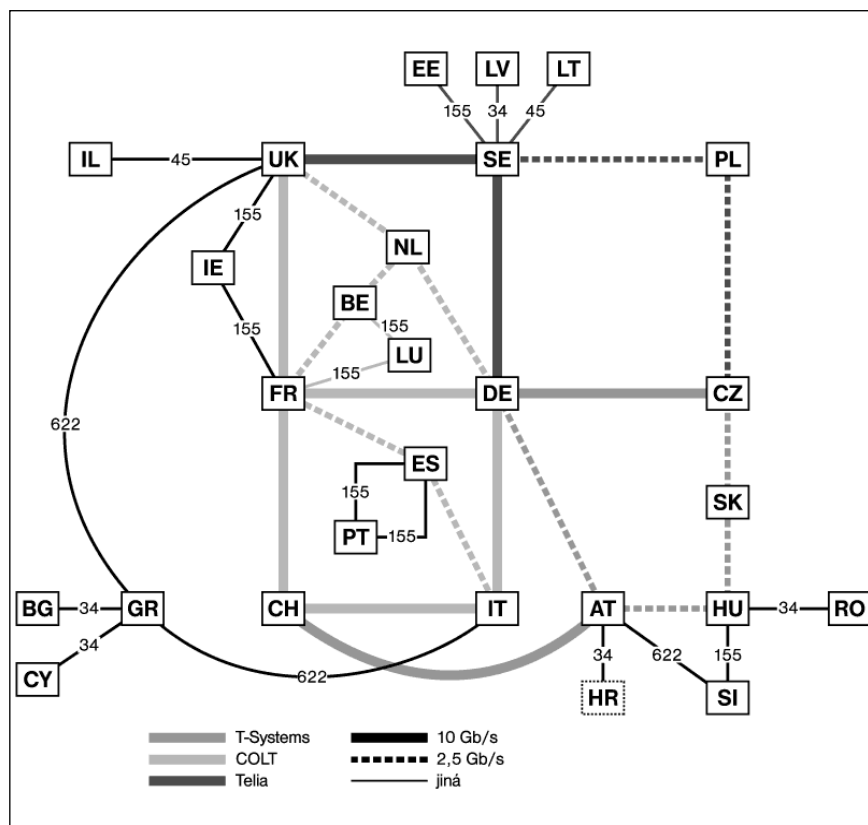 EE LV LT
155 34 45
IL 45 UK SE PL
155
NL
IE
BE
155
155
LU
155
FR DE CZ
622
ES
155
SK
PT 155
BG 34 GR CH IT AT HU 34 RO
34
34 622 155
CY 622
HR SI
T-Systems 10 Gb/s
COLT 2,5 Gb/s
Telia jiná